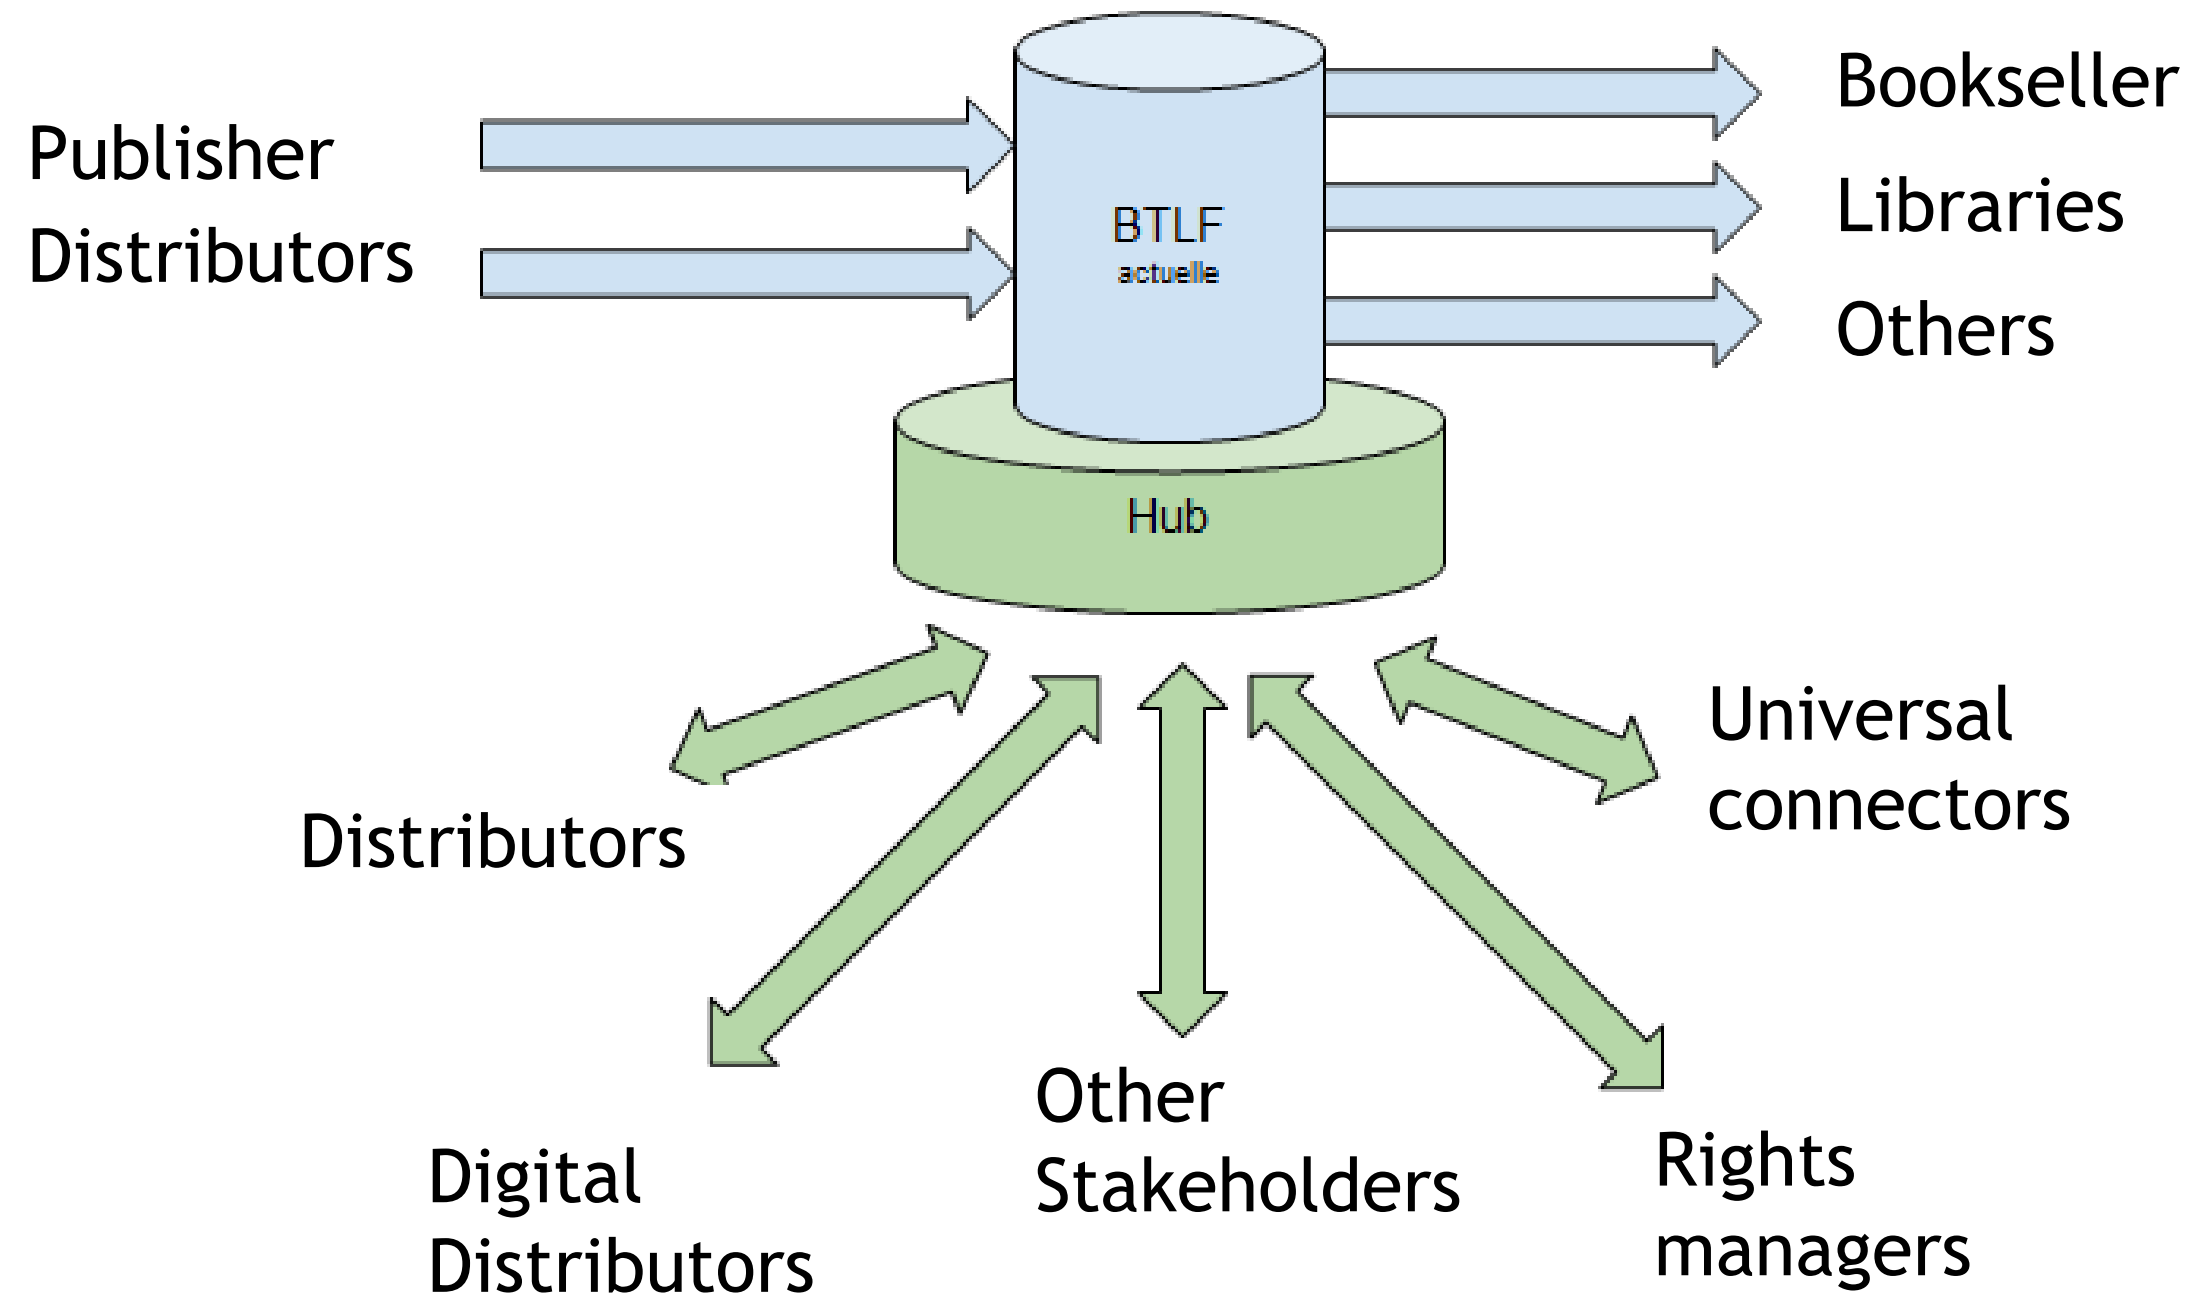 Publisher
Distributors
BTLF
actuelle
Bookseller
Libraries
Others
Hub
Distributors
Universal
connectors
Digital
Distributors
Other
Stakeholders
Rights
managers